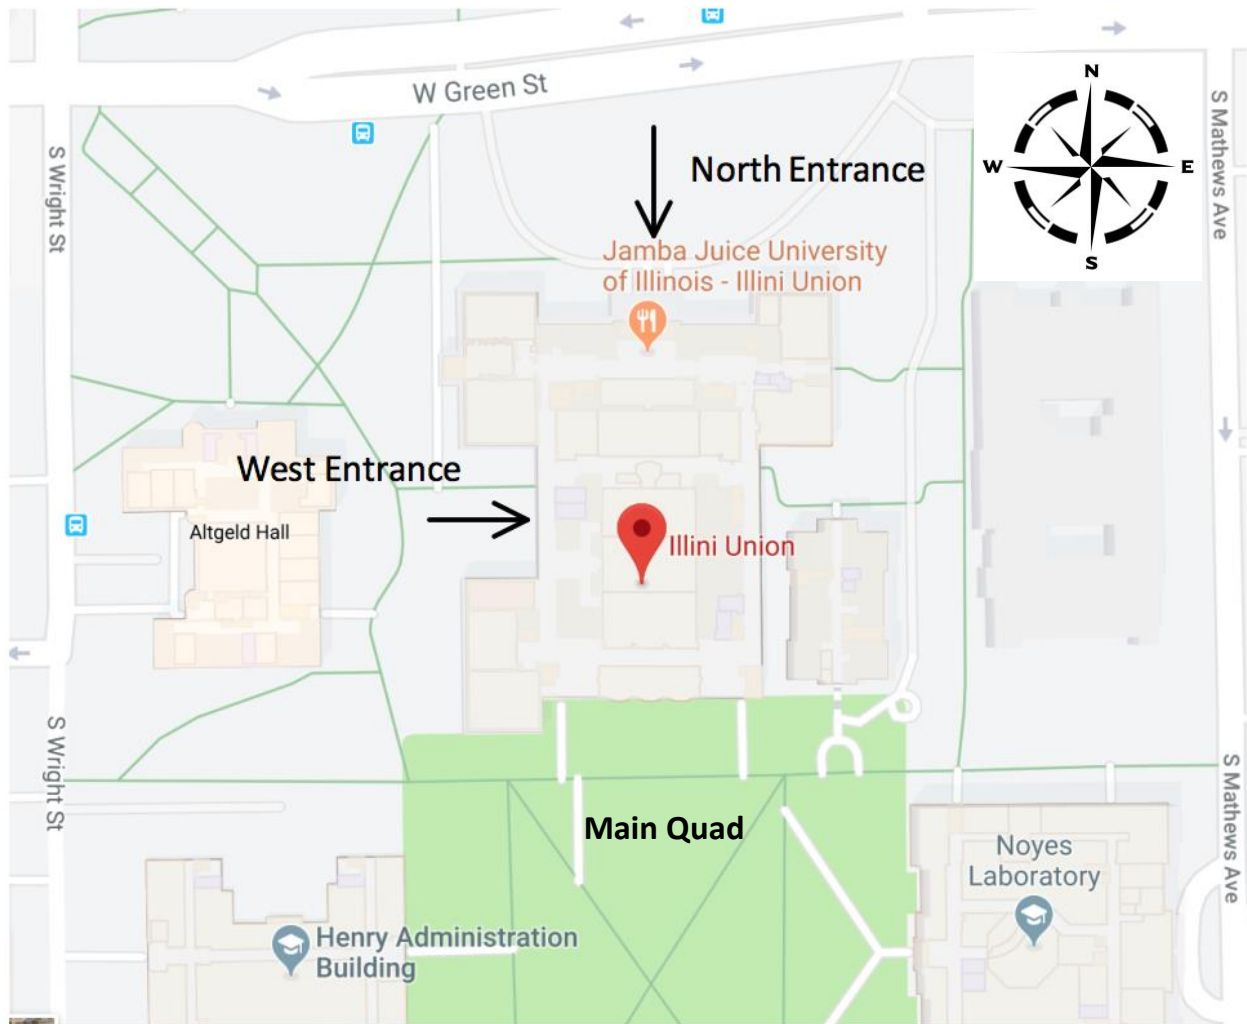 W Green St
N
W
E
S
S Wright St
S Mathews Ave
North Entrance
Jamba Juice University
of Illinois - Illini Union
West Entrance
Altgeld Hall
Illini Union
S Wright St
S Mathews Ave
Main Quad
Noyes
Laboratory
Henry Administration
Building